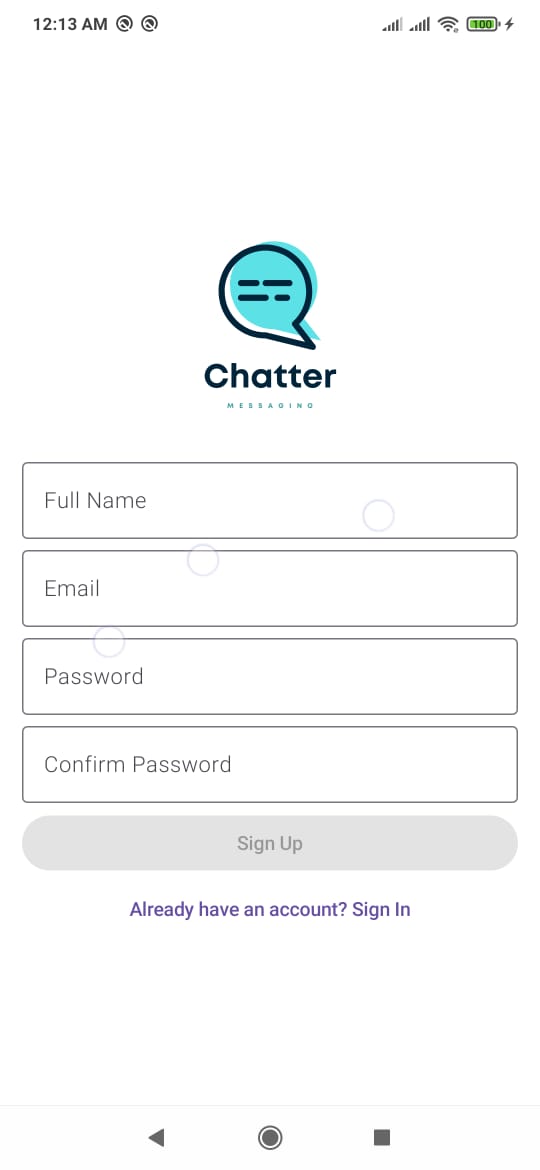 12:13 AM 100
Chatter
MESSAGING
Full Name
Email
Password
Confirm Password
Sign Up
Already have an account? Sign In